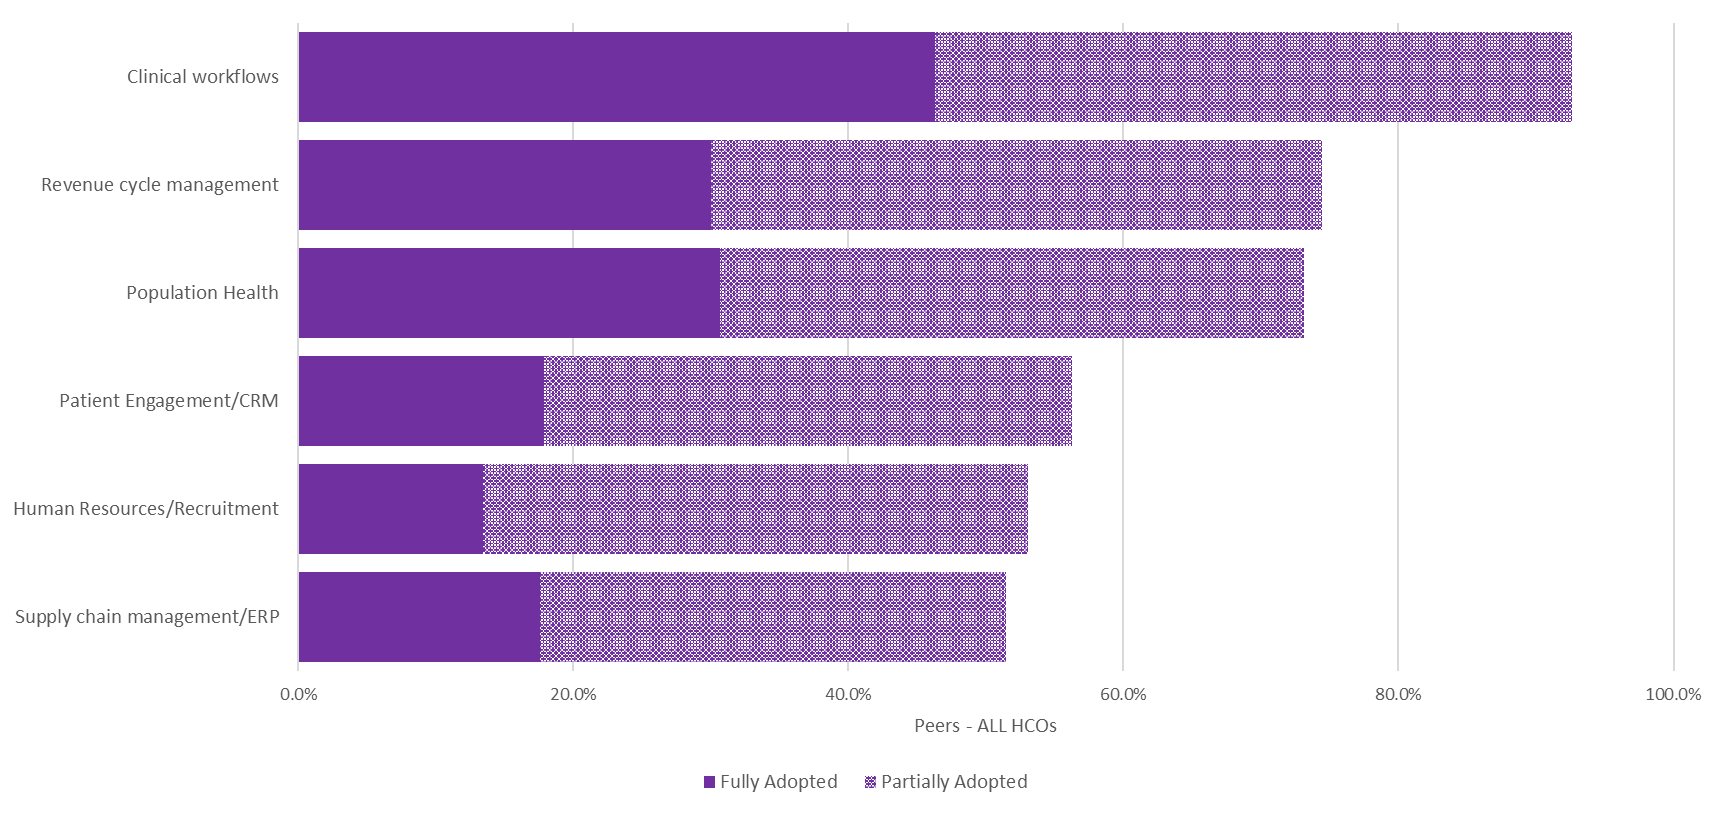 Clinical workflows
Revenue cycle management
Population Health
Patient Engagement/CRM
Human Resources/Recruitment
Supply chain management/ERP
0.0% 20.0% 40.0% 60.0% 80.0% 100.0%
Peers - ALL HCOs
Fully Adopted Partially Adopted